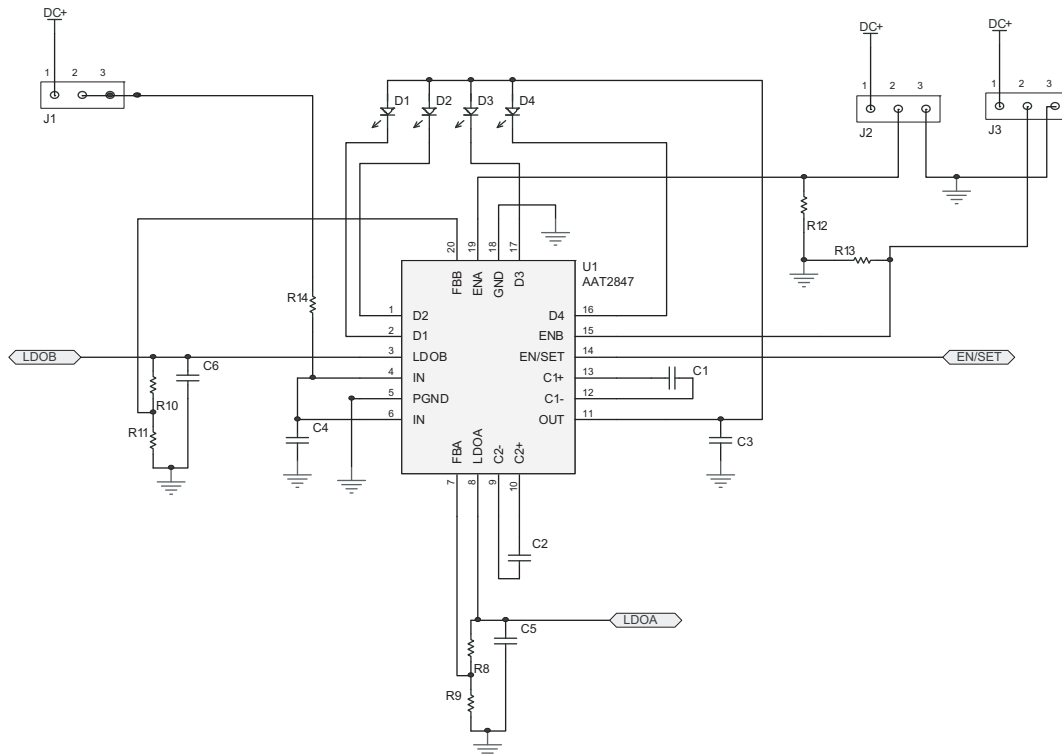 DC+
DC+
DC+
1 2 3
J1
1 2 3
J2
1 2 3
J3
D1 D2 D3 D4
R12
R13
R14
20 19 18 17
FBB ENA GND D3
U1
AAT2847
1 D2
2 D1
3 LDOB
4 IN
5 PGND
6 IN
D4 16
ENB 15
EN/SET 14
C1+ 13
C1- 12
OUT 11
FBA LDOA C2- C2+
7 8 9 10
LDOB
EN/SET
C6
C1
R10
R11
C4
C3
C2
C5
LDOA
R8
R9